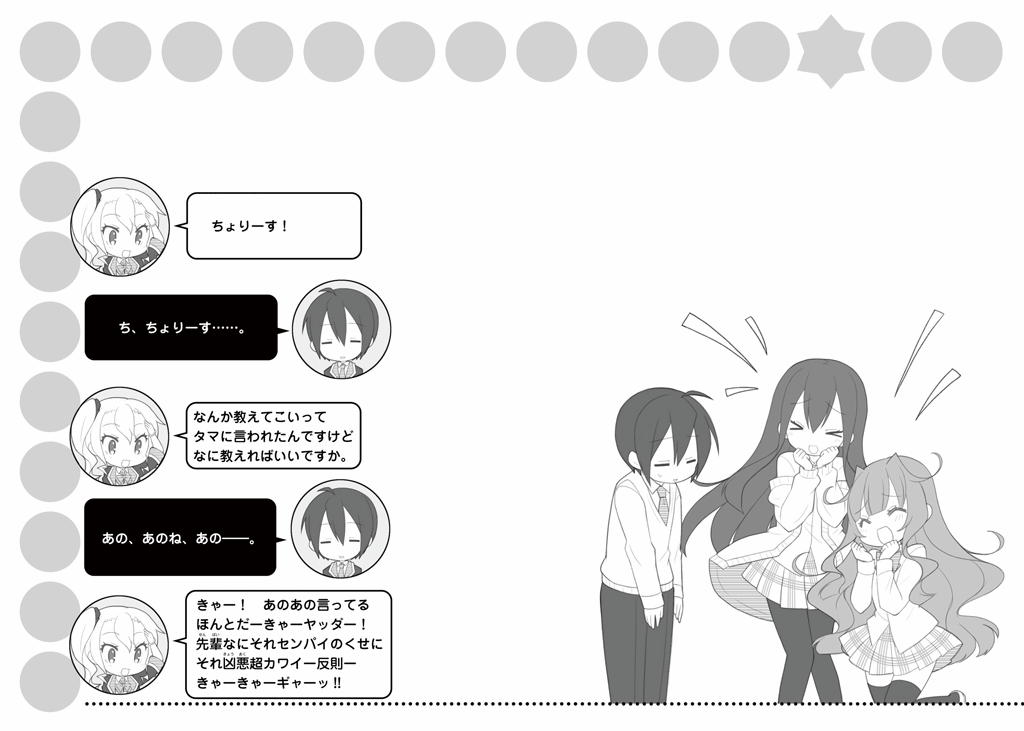 ちょりーす！
ち、ちょりーす……。
なんか教えてこいって
タマに言われたんですけど
なに教えればいいですか。
あの、あのね、あの――。
きゃー！　あのあの言ってる
ほんとだーきゃーヤッダー！
先輩なにそれセンパイのくせに
それ凶悪超カワイー反則ー
きゃーきゃーギャーッ!!